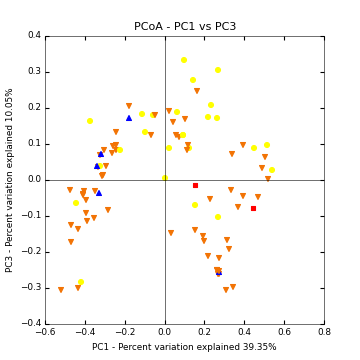 PCoA - PC1 vs PC3
0.4
0.3
0.2
0.1
0.0
−0.1
−0.2
−0.3
−0.4
PC3 - Percent variation explained 10.05%
−0.6 −0.4 −0.2 0.0 0.2 0.4 0.6 0.8
PC1 - Percent variation explained 39.35%